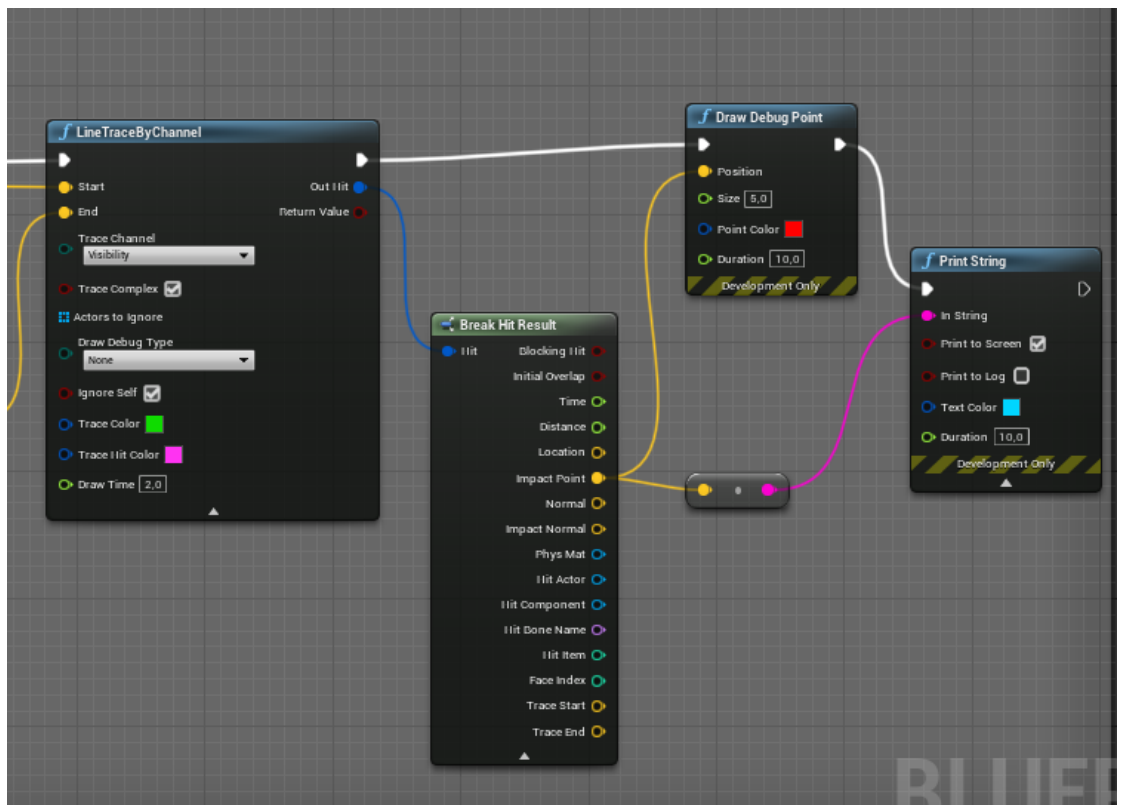 LineTraceByChannel
Start
Out Hit
End
Return Value
Trace Channel
Visibility
Trace Complex
Actors to Ignore
Draw Debug Type
None
Ignore Self
Trace Color
Trace Hit Color
Draw Time 2,0
Break Hit Result
Hit
Blocking Hit
Initial Overlap
Time
Distance
Location
Impact Point
Normal
Impact Normal
Phys Mat
Hit Actor
Hit Component
Hit Bone Name
Hit Item
Face Index
Trace Start
Trace End
Draw Debug Point
Position
Size 5,0
Point Color
Duration 10,0
Development Only
Print String
In String
Print to Screen
Print to Log
Text Color
Duration 10,0
Development Only